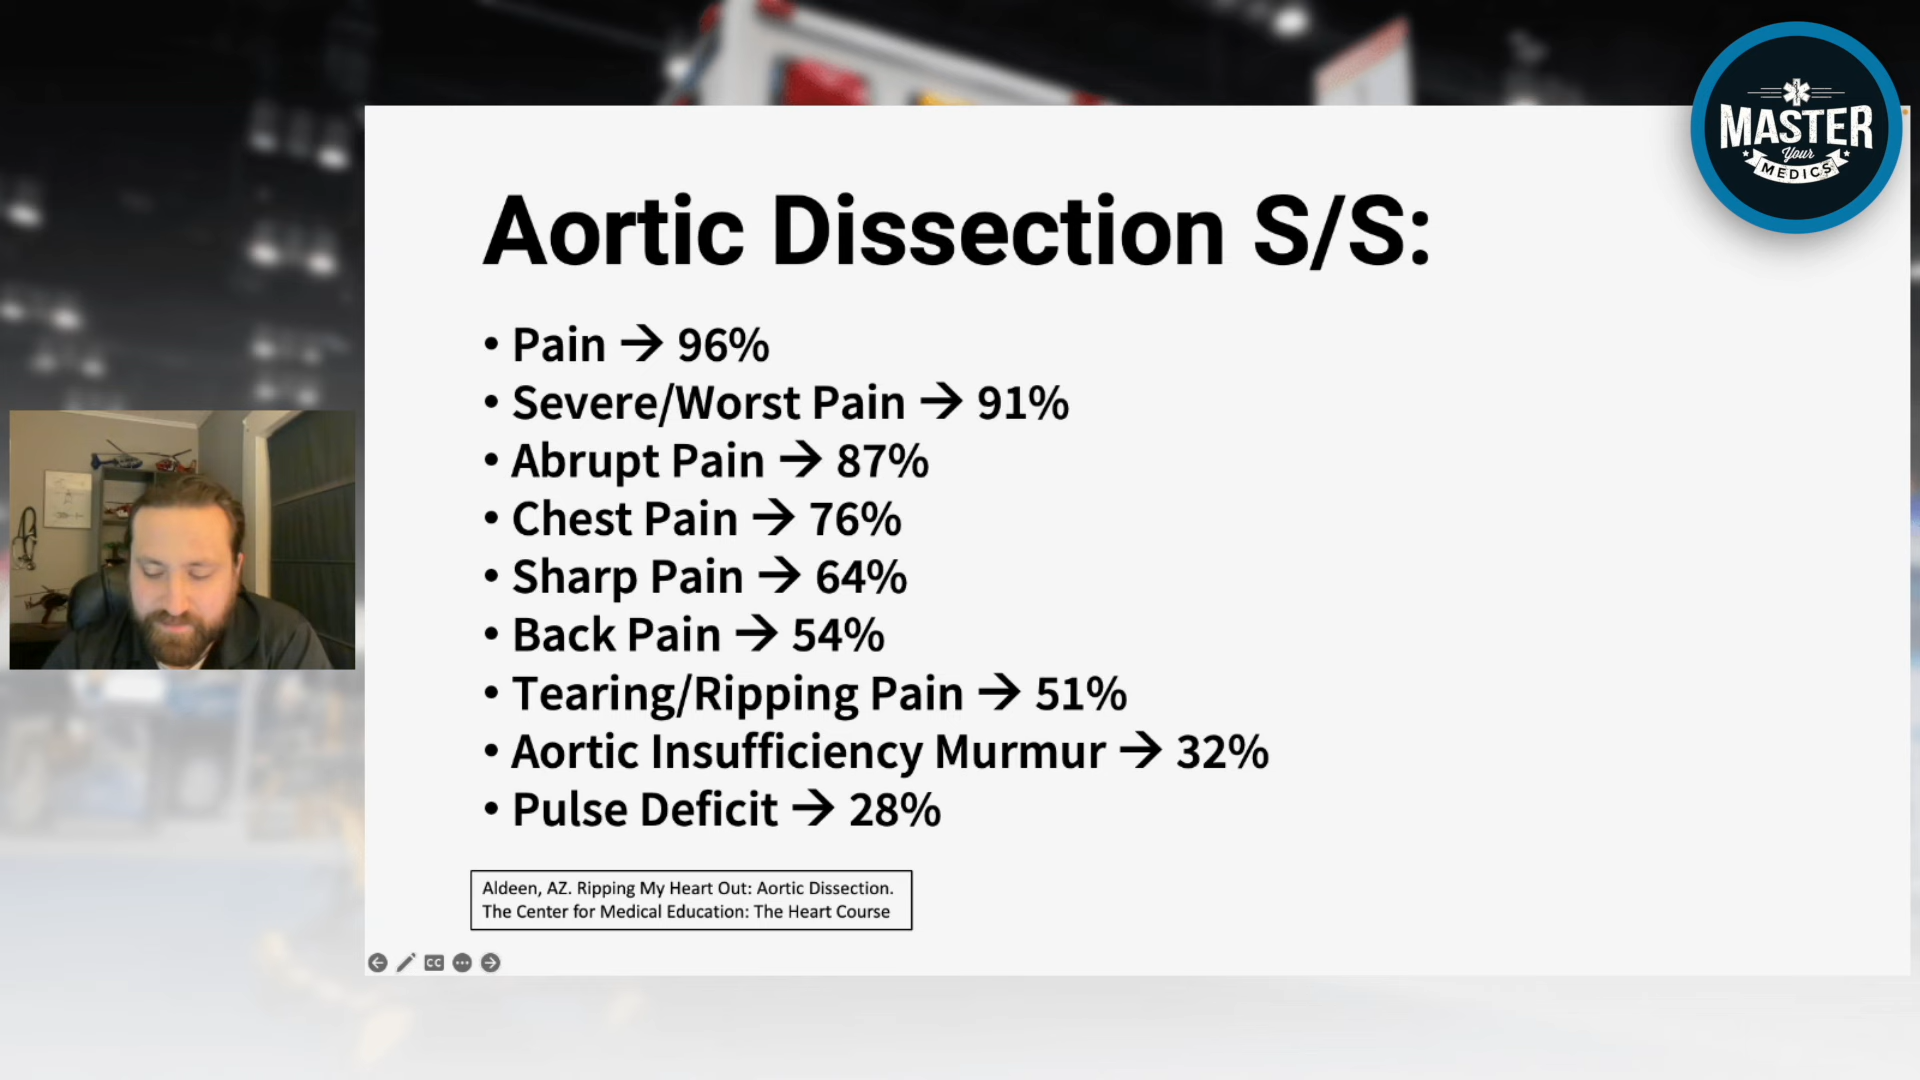 MASTER
Your
MEDICS
Aortic Dissection S/S:
• Pain → 96%
• Severe/Worst Pain → 91%
• Abrupt Pain → 87%
• Chest Pain → 76%
• Sharp Pain → 64%
• Back Pain → 54%
• Tearing/Ripping Pain → 51%
• Aortic Insufficiency Murmur → 32%
• Pulse Deficit → 28%
Aldeen, AZ. Ripping My Heart Out: Aortic Dissection.
The Center for Medical Education: The Heart Course
CC